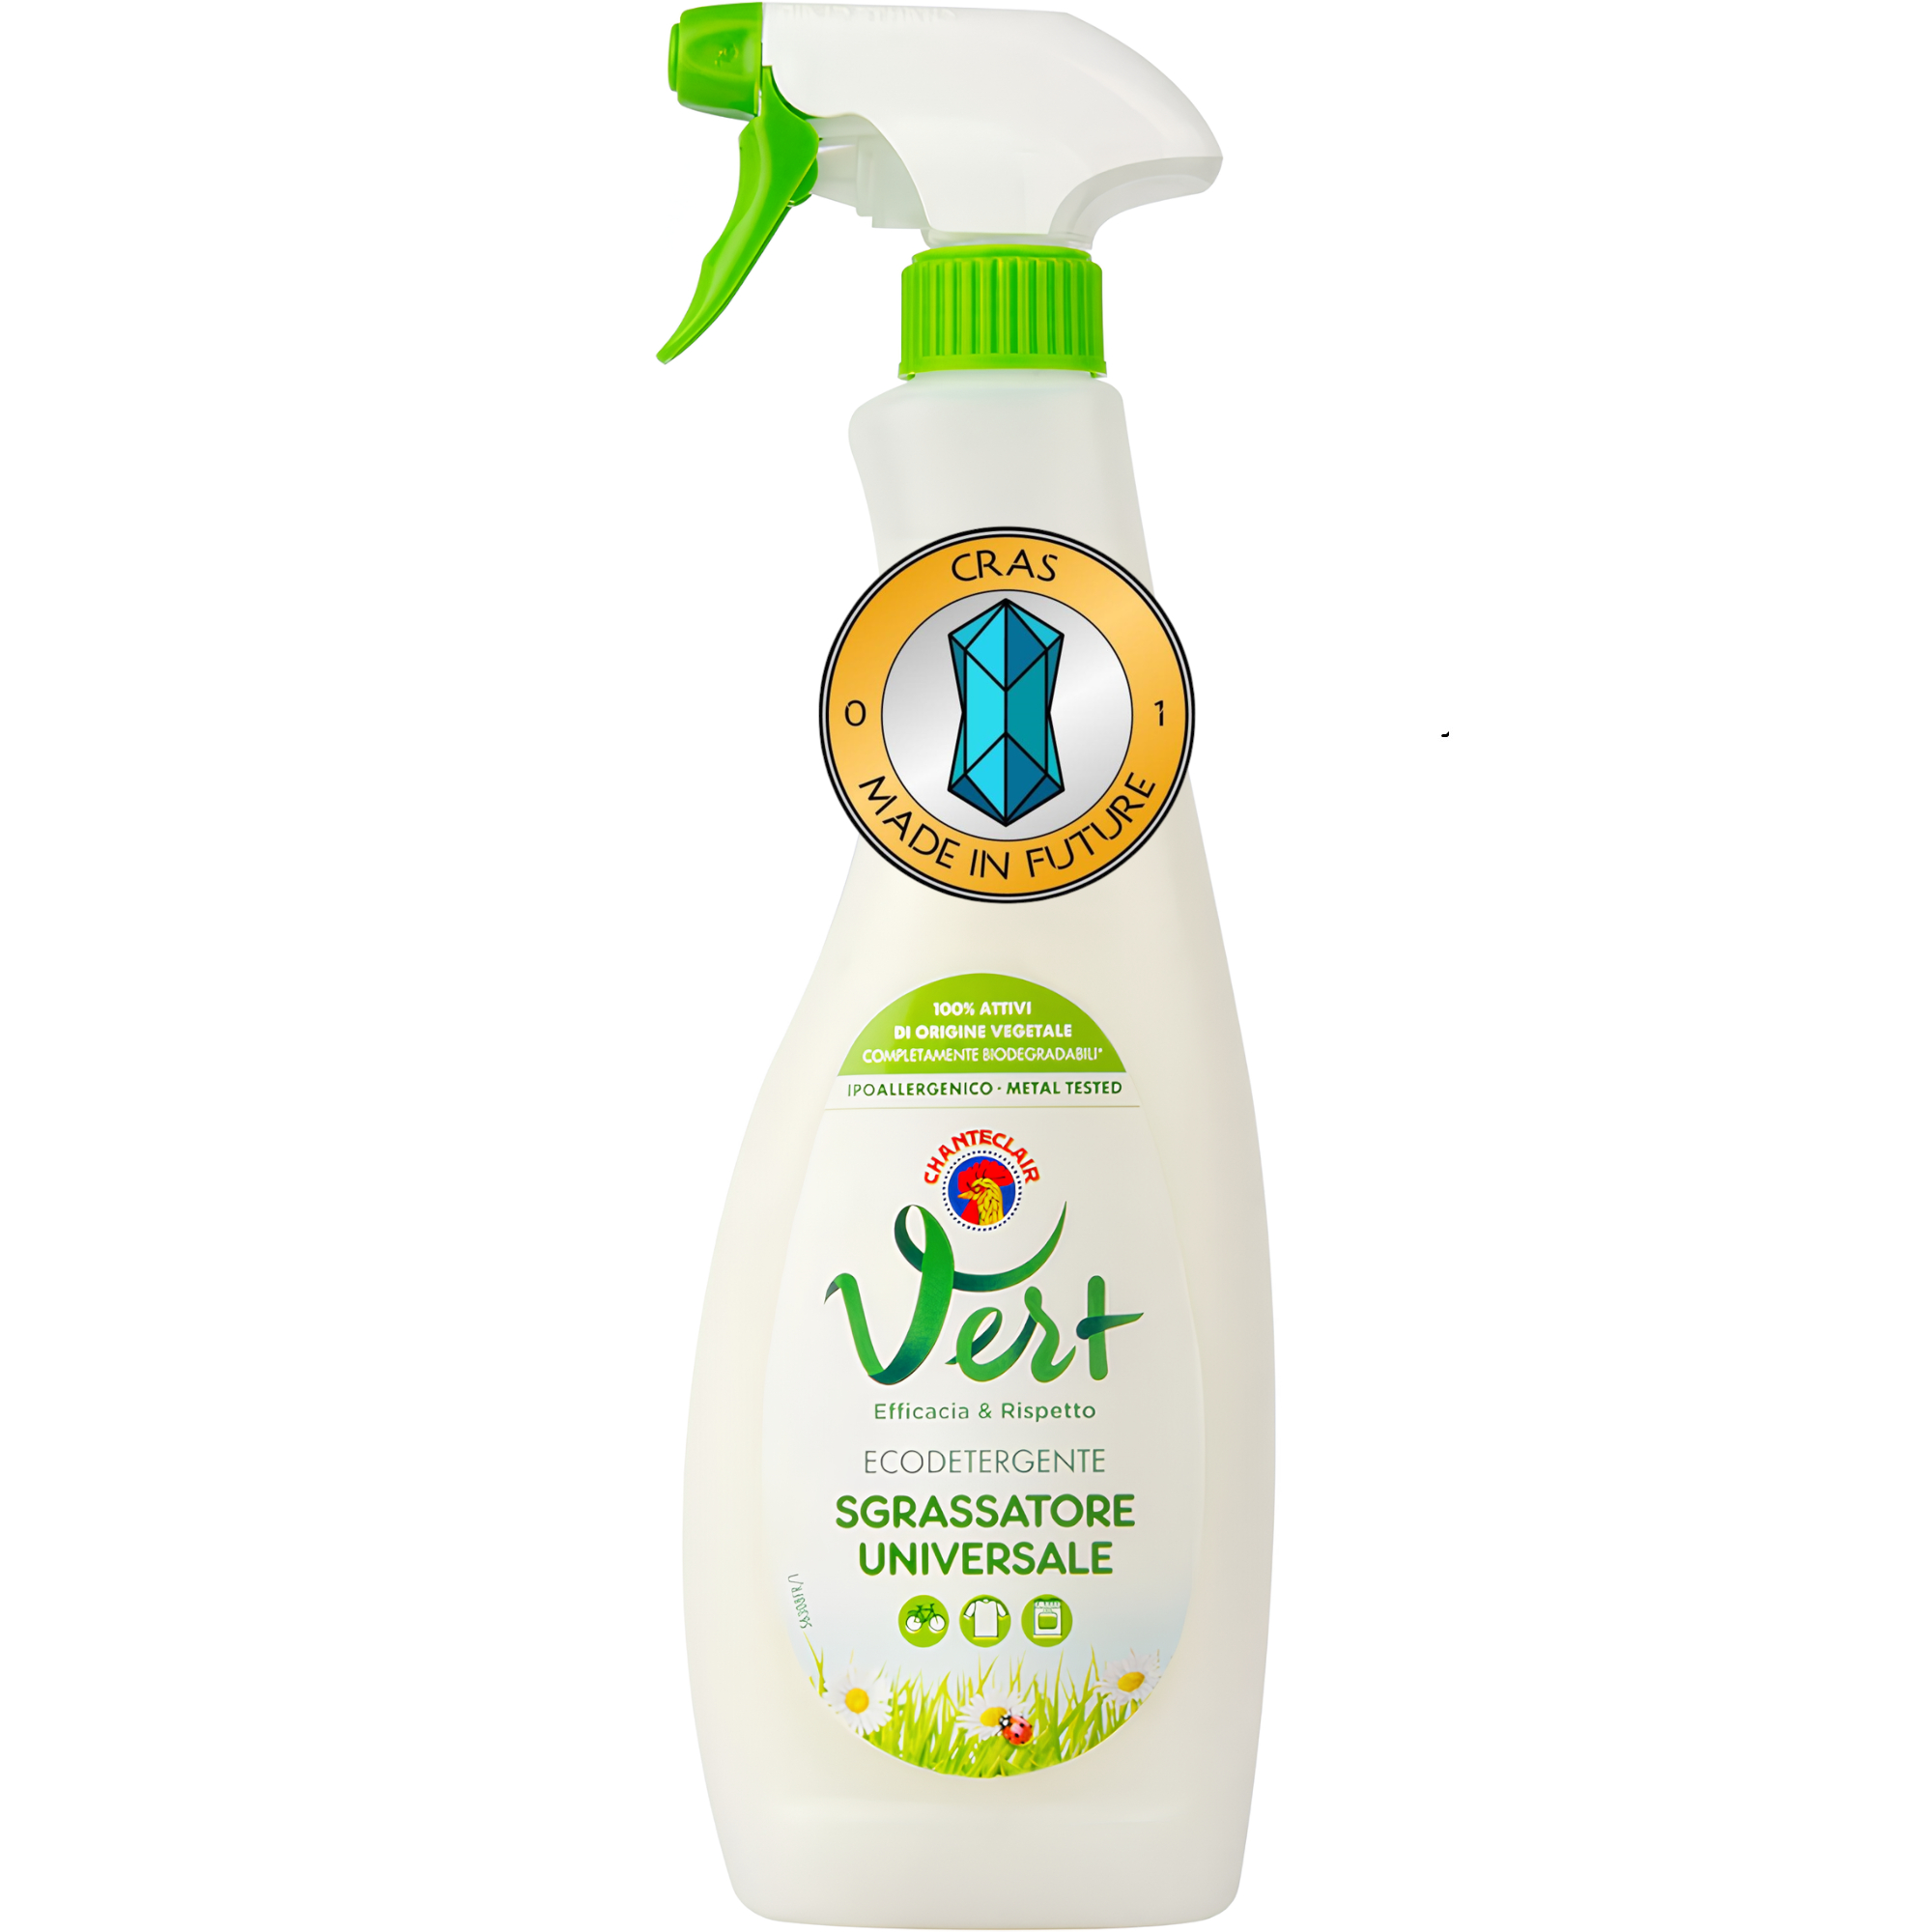 CRAS
0 1
MADE IN FUTURE
100% ATTIVI
DI ORIGINE VEGETALE
COMPLETAMENTE BIODEGRADABILI*
IPOALLERGENICO · METAL TESTED
CHANTECLAIR
Vert
Efficacia & Rispetto
ECODETERGENTE
SGRASSATORE
UNIVERSALE